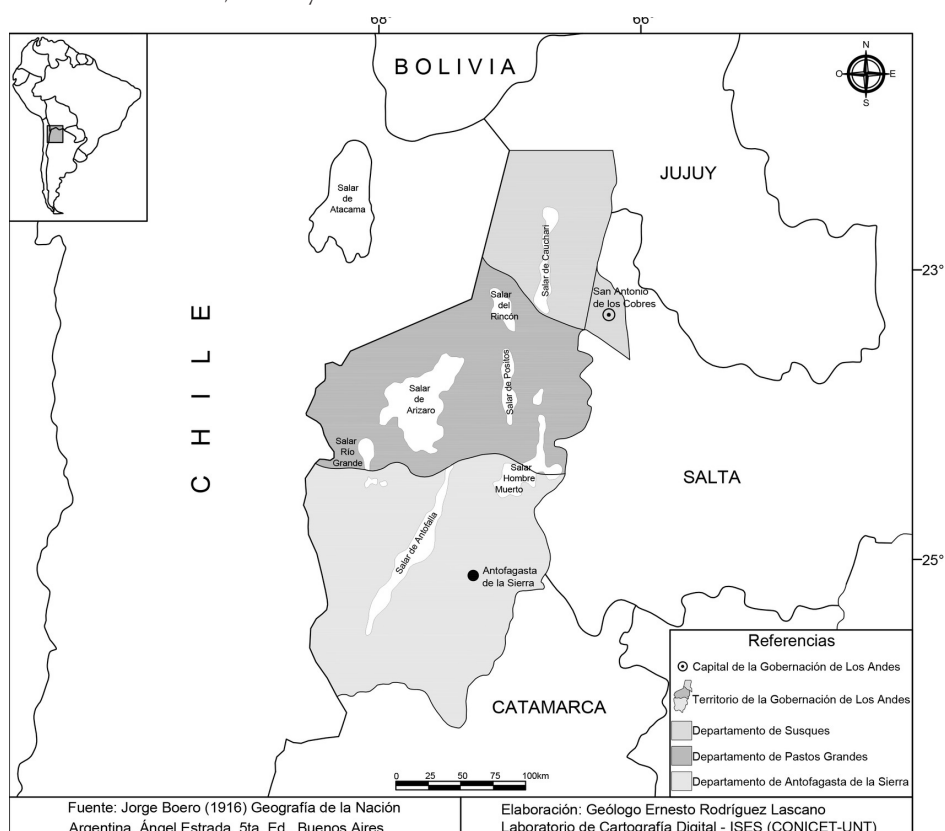 68°
66°
BOLIVIA
N
O
E
S
JUJUY
Salar
de
Atacama
Salar de Cauchari
23°
San Antonio
de los Cobres
Salar
del
Rincón
CHILE
Salar de Positos
Salar
de
Arizaro
Salar
Río
Grande
Salar
Hombre
Muerto
SALTA
Salar de Antofalla
25°
Antofagasta
de la Sierra
CATAMARCA
Referencias
Capital de la Gobernación de Los Andes
Territorio de la Gobernación de Los Andes
Departamento de Susques
Departamento de Pastos Grandes
Departamento de Antofagasta de la Sierra
0 25 50 75 100km
Fuente: Jorge Boero (1916) Geografía de la Nación
Argentina. Ángel Estrada, 5ta. Ed., Buenos Aires
Elaboración: Geólogo Ernesto Rodríguez Lascano
Laboratorio de Cartografía Digital - ISES (CONICET-UNT)